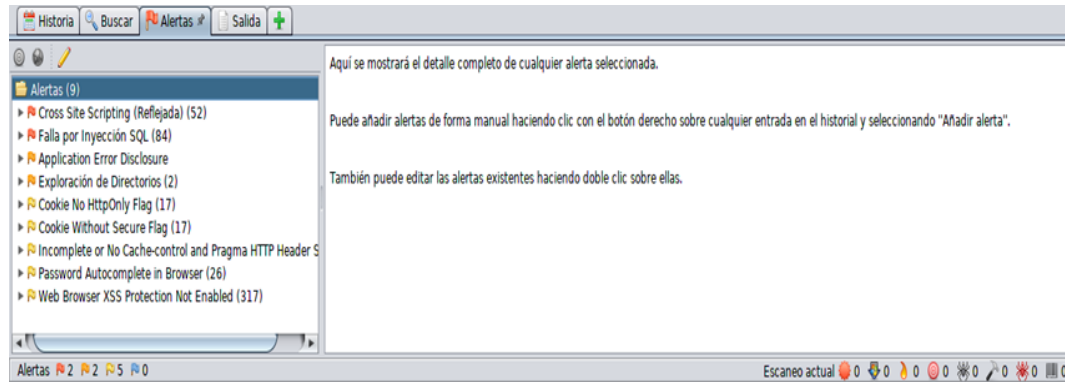 Historia Buscar Alertas Salida
Alertas (9)
Cross Site Scripting (Reflejada) (52)
Falla por Inyección SQL (84)
Application Error Disclosure
Exploración de Directorios (2)
Cookie No HttpOnly Flag (17)
Cookie Without Secure Flag (17)
Incomplete or No Cache-control and Pragma HTTP Header S
Password Autocomplete in Browser (26)
Web Browser XSS Protection Not Enabled (317)
Aquí se mostrará el detalle completo de cualquier alerta seleccionada.
Puede añadir alertas de forma manual haciendo clic con el botón derecho sobre cualquier entrada en el historial y seleccionando "Añadir alerta".
También puede editar las alertas existentes haciendo doble clic sobre ellas.
Alertas 2 2 5 0 Escaneo actual 0 0 0 0 0 0 0 0